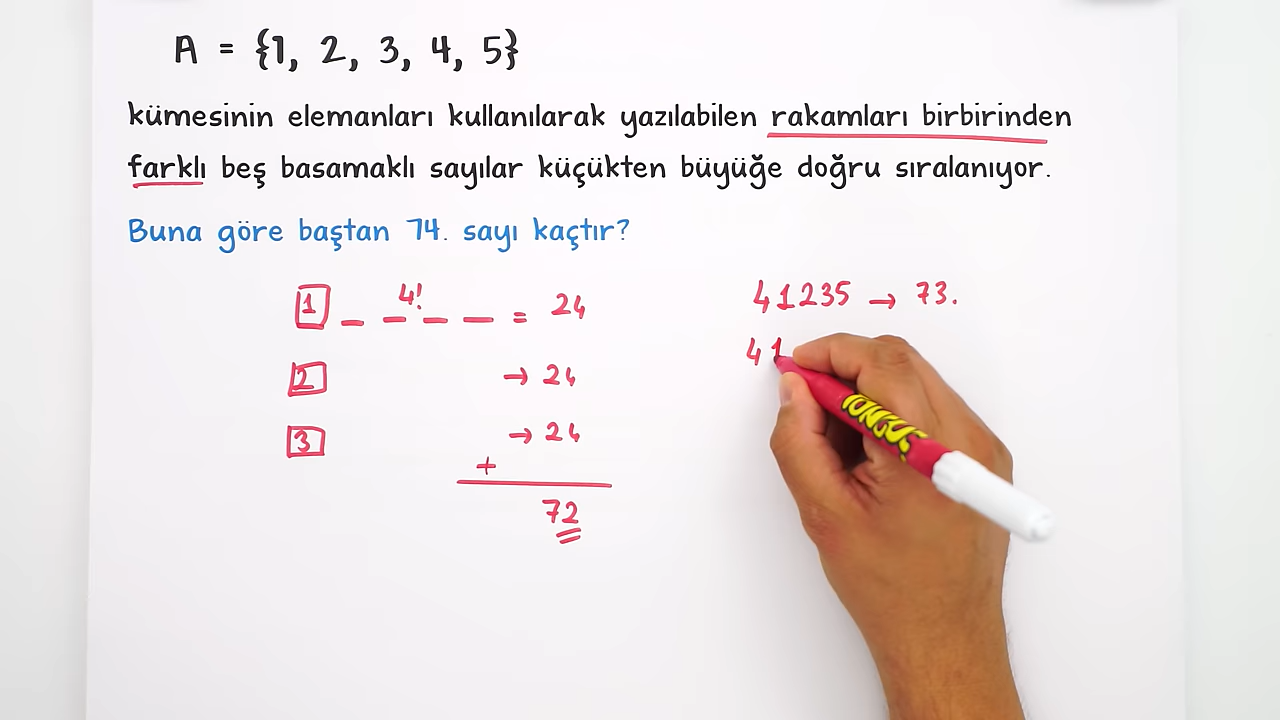 A = {1, 2, 3, 4, 5}
kümesinin elemanları kullanılarak yazılabilen rakamları birbirinden
farklı beş basamaklı sayılar küçükten büyüğe doğru sıralanıyor.
Buna göre baştan 74. sayı kaçtır?
1 _ _ _ _ 4! = 24
2 → 24
3 → 24
+
72
41235 → 73.
41